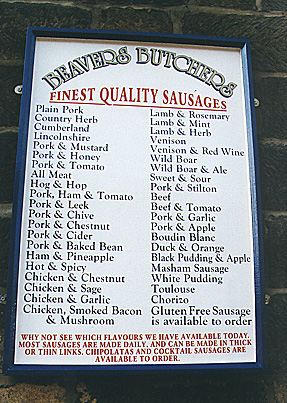 BEAVERS BUTCHERS
FINEST QUALITY SAUSAGES
Plain Pork
Country Herb
Cumberland
Lincolnshire
Pork & Mustard
Pork & Honey
Pork & Tomato
All Meat
Hog & Hop
Pork, Ham & Tomato
Pork & Leek
Pork & Chive
Pork & Chestnut
Pork & Cider
Pork & Baked Bean
Ham & Pineapple
Hot & Spicy
Chicken & Chestnut
Chicken & Sage
Chicken & Garlic
Chicken, Smoked Bacon
& Mushroom
Lamb & Rosemary
Lamb & Mint
Lamb & Herb
Venison
Venison & Red Wine
Wild Boar
Wild Boar & Ale
Sweet & Sour
Pork & Stilton
Beef
Beef & Tomato
Pork & Garlic
Pork & Apple
Boudin Blanc
Duck & Orange
Black Pudding & Apple
Masham Sausage
White Pudding
Toulouse
Chorizo
Gluten Free Sausage
is available to order
WHY NOT SEE WHICH FLAVOURS WE HAVE AVAILABLE TODAY.
MOST SAUSAGES ARE MADE DAILY. AND CAN BE MADE IN THICK
OR THIN LINKS. CHIPOLATAS AND COCKTAIL SAUSAGES ARE
AVAILABLE TO ORDER.